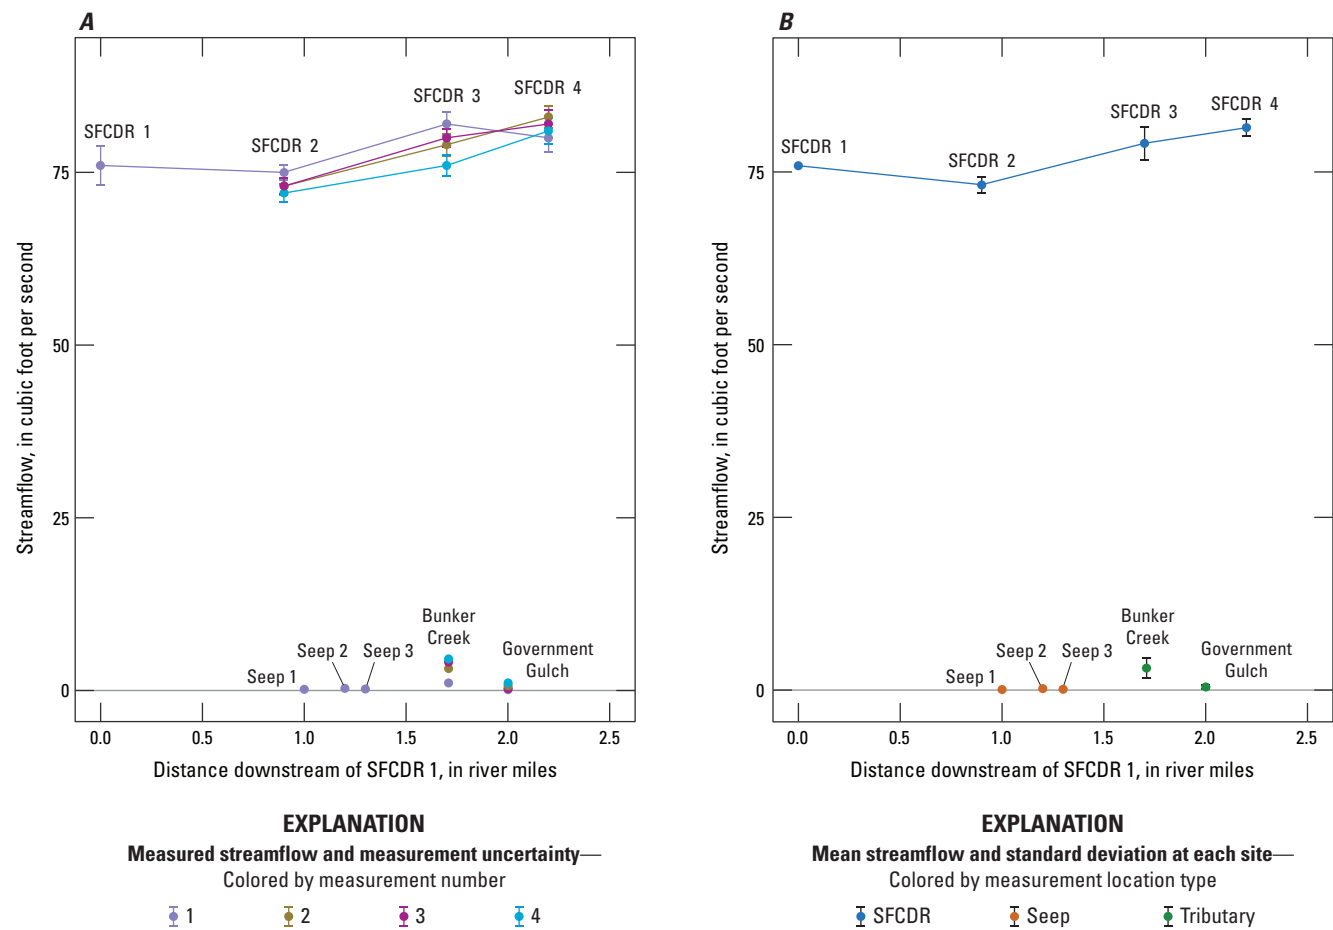 A
SFCDR 1
SFCDR 2
SFCDR 3
SFCDR 4
75
50
25
0
Streamflow, in cubic foot per second
Seep 1
Seep 2
Seep 3
Bunker
Creek
Government
Gulch
0.0
0.5
1.0
1.5
2.0
2.5
Distance downstream of SFCDR 1, in river miles
EXPLANATION
Measured streamflow and measurement uncertainty—
Colored by measurement number
1
2
3
4
B
SFCDR 1
SFCDR 2
SFCDR 3
SFCDR 4
75
50
25
0
Streamflow, in cubic foot per second
Seep 1
Seep 2
Seep 3
Bunker
Creek
Government
Gulch
0.0
0.5
1.0
1.5
2.0
2.5
Distance downstream of SFCDR 1, in river miles
EXPLANATION
Mean streamflow and standard deviation at each site—
Colored by measurement location type
SFCDR
Seep
Tributary